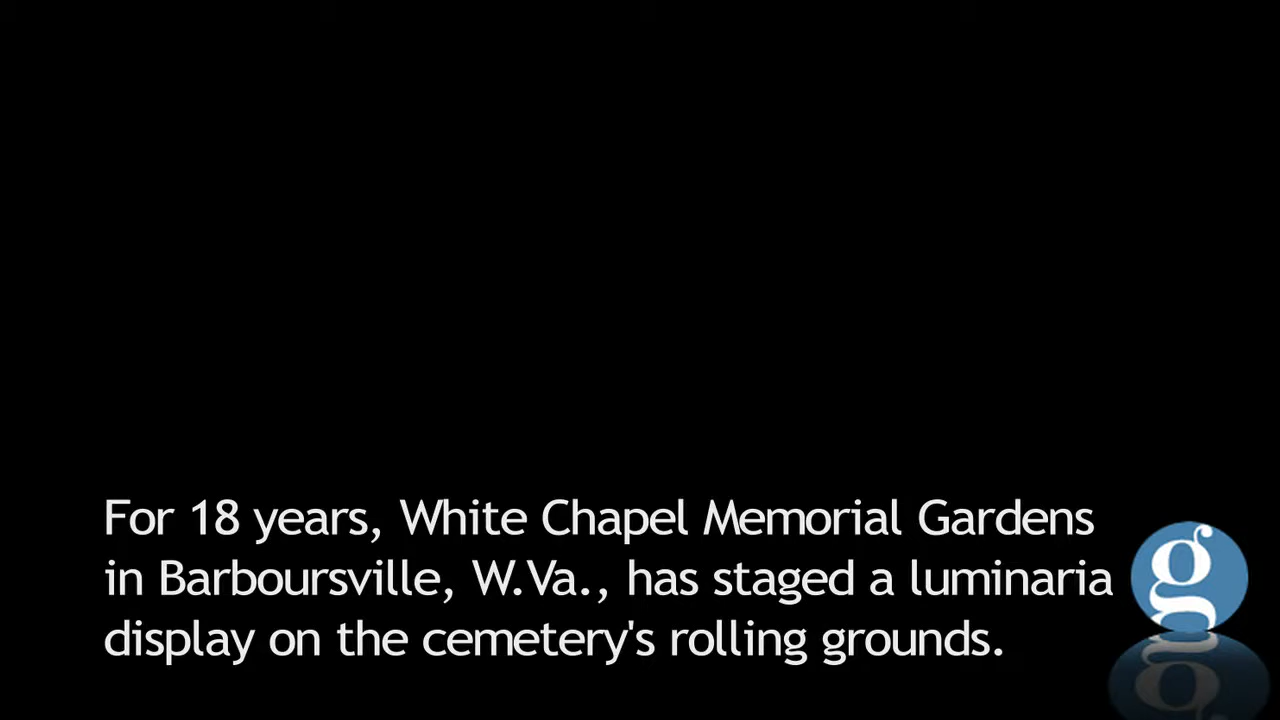 For 18 years, White Chapel Memorial Gardens
in Barboursville, W.Va., has staged a luminaria
display on the cemetery's rolling grounds.
g